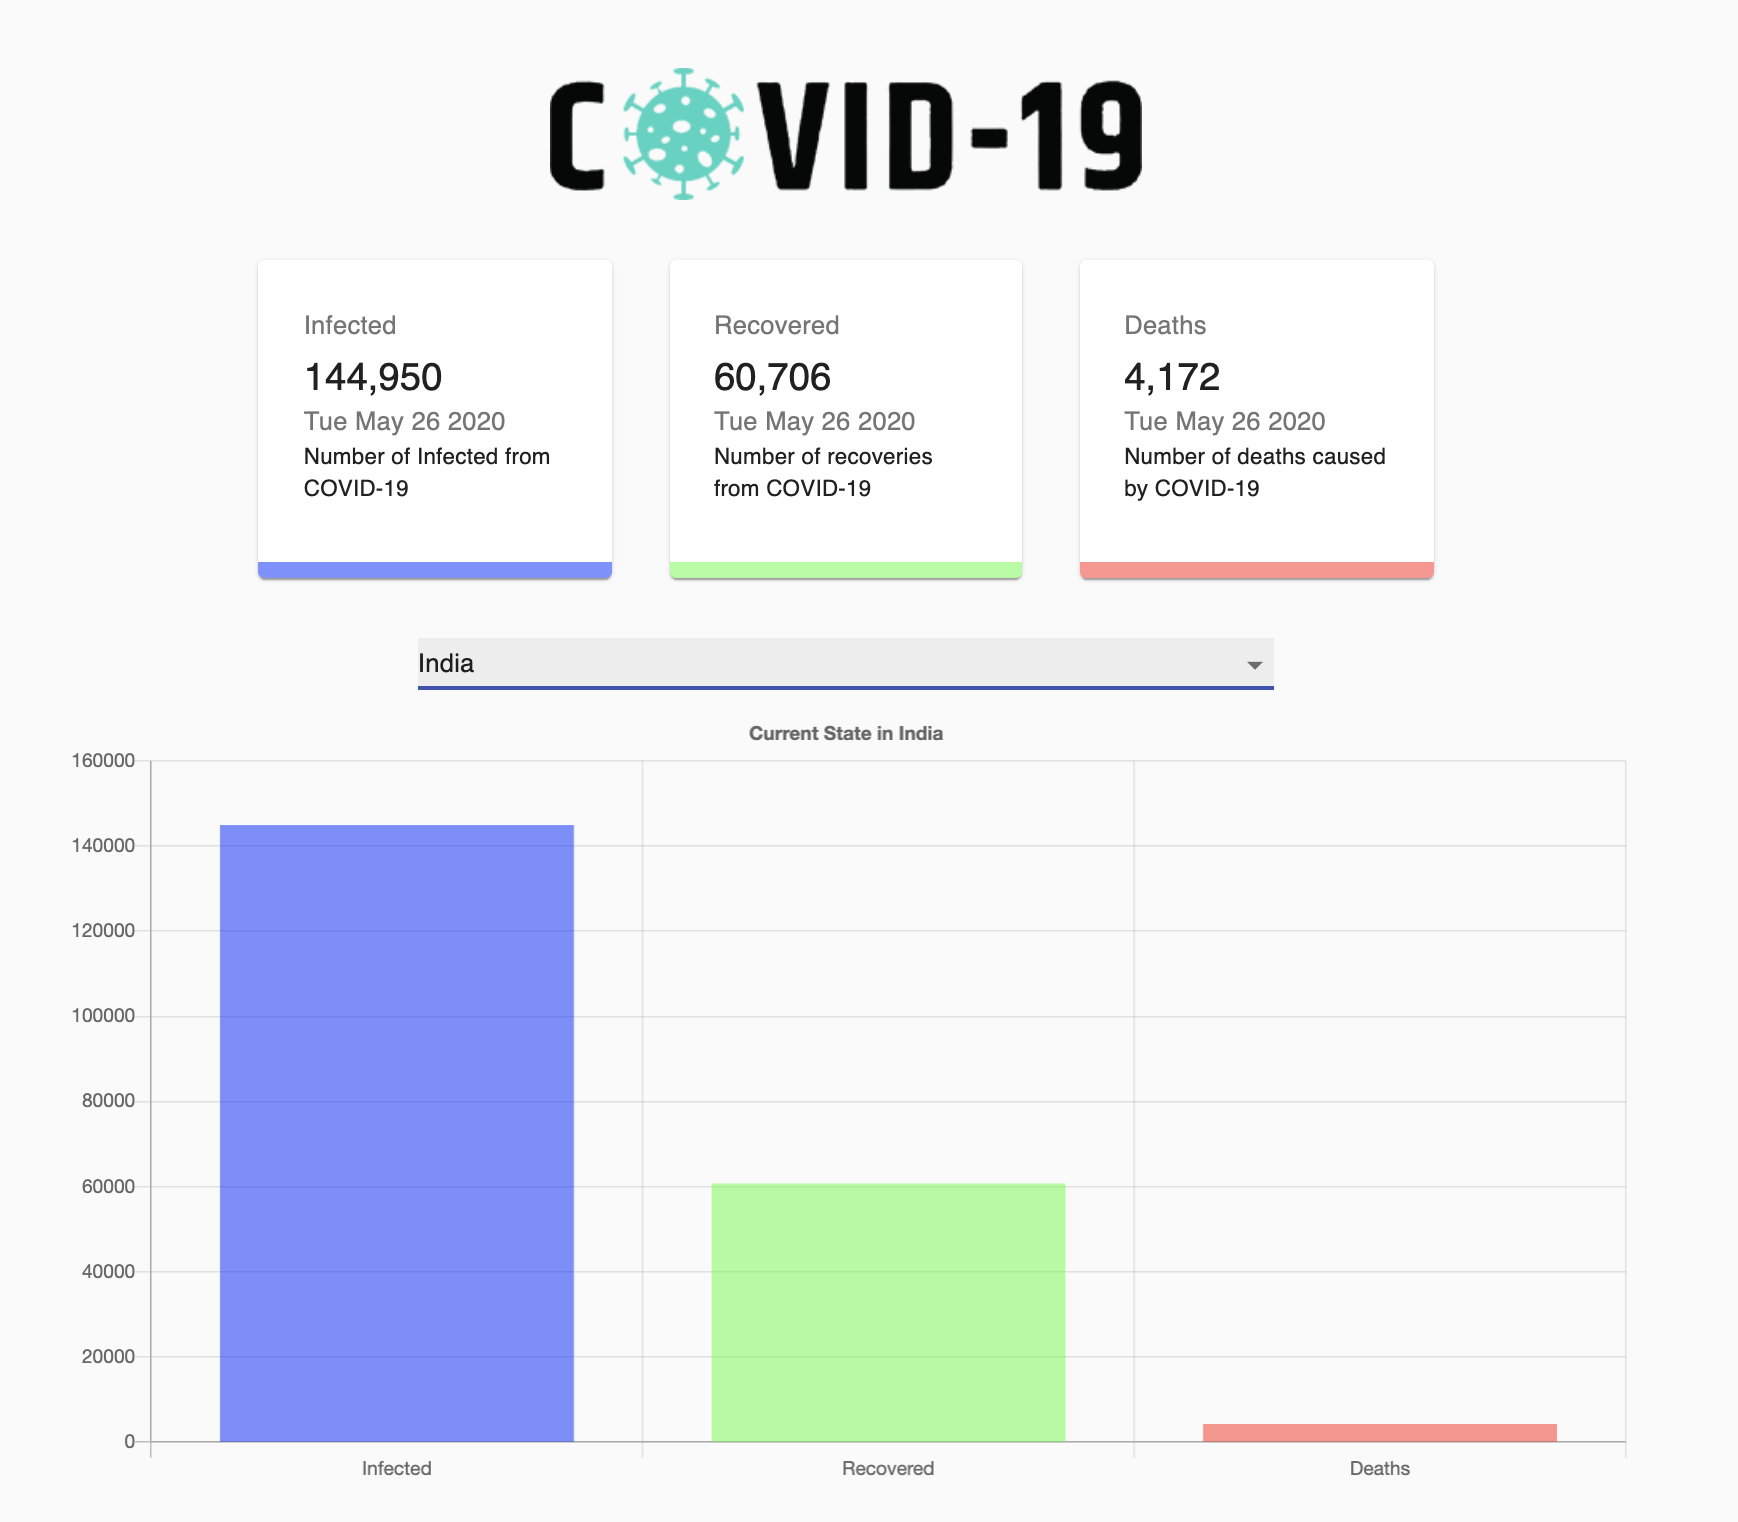 COVID-19
Infected
144,950
Tue May 26 2020
Number of Infected from
COVID-19
Recovered
60,706
Tue May 26 2020
Number of recoveries
from COVID-19
Deaths
4,172
Tue May 26 2020
Number of deaths caused
by COVID-19
India
Current State in India
160000
140000
120000
100000
80000
60000
40000
20000
0
Infected
Recovered
Deaths